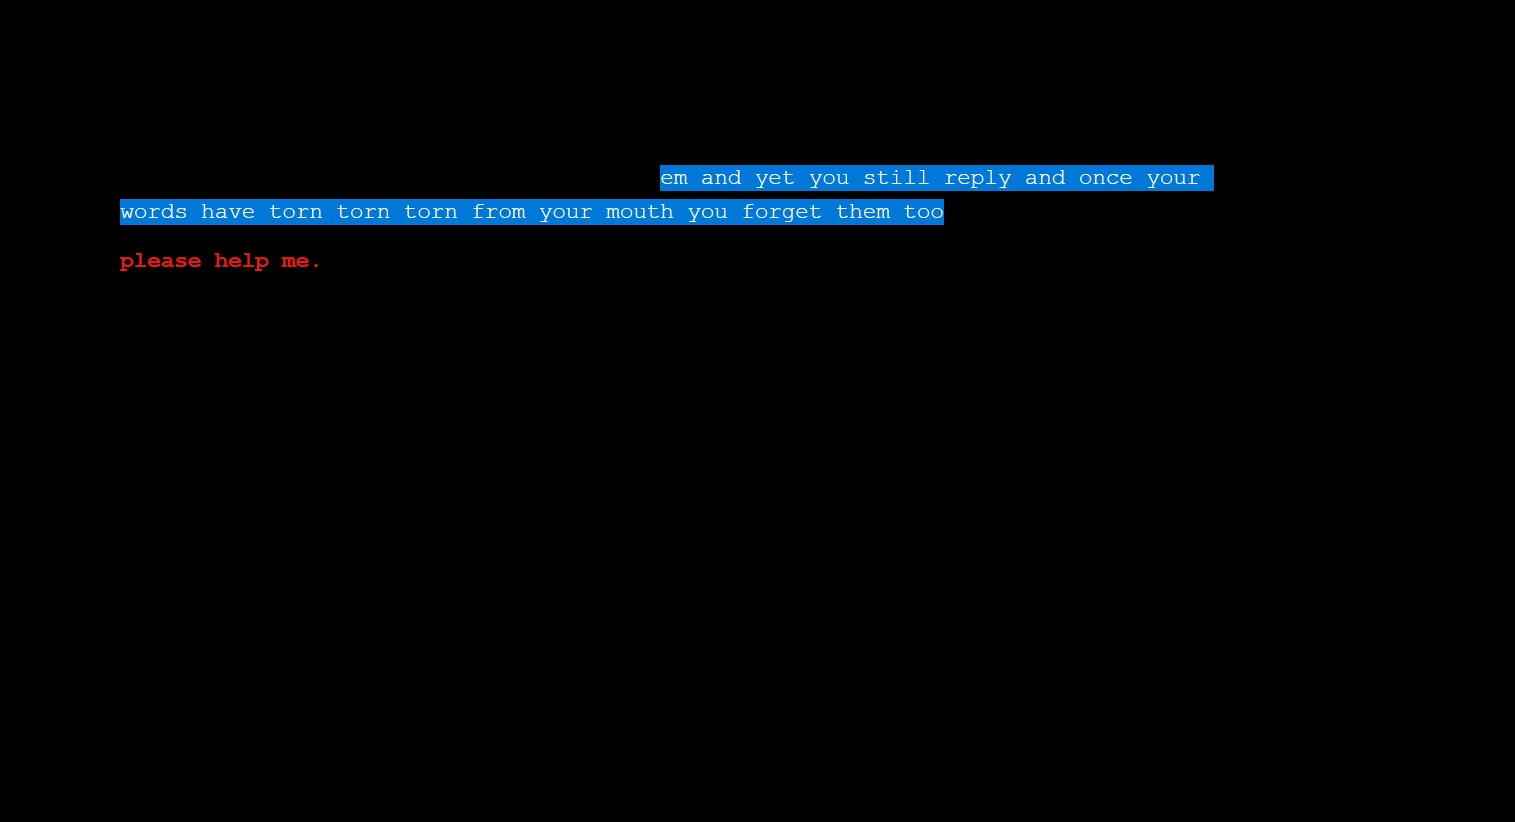 em and yet you still reply and once your
words have torn torn torn from your mouth you forget them too
please help me.